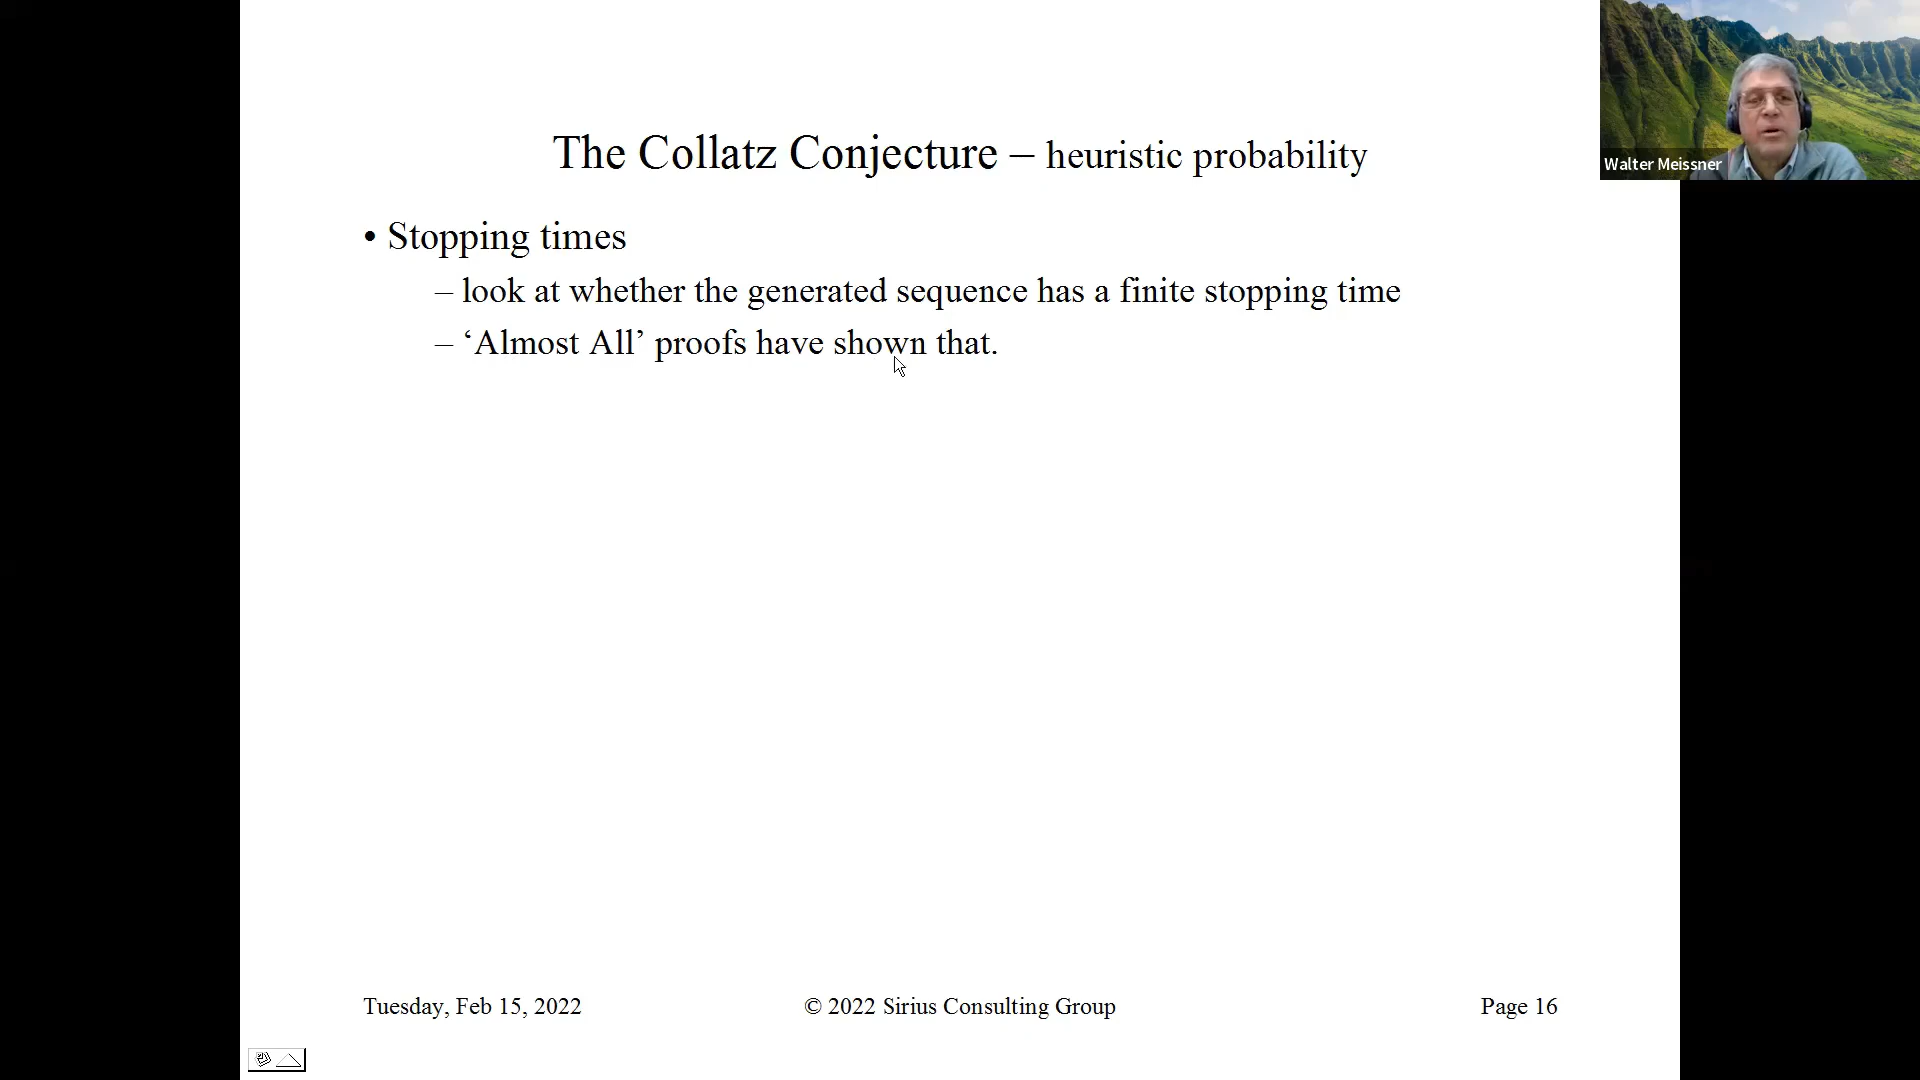 The Collatz Conjecture – heuristic probability
Walter Meissner
• Stopping times
– look at whether the generated sequence has a finite stopping time
– ‘Almost All’ proofs have shown that.
Tuesday, Feb 15, 2022
© 2022 Sirius Consulting Group
Page 16